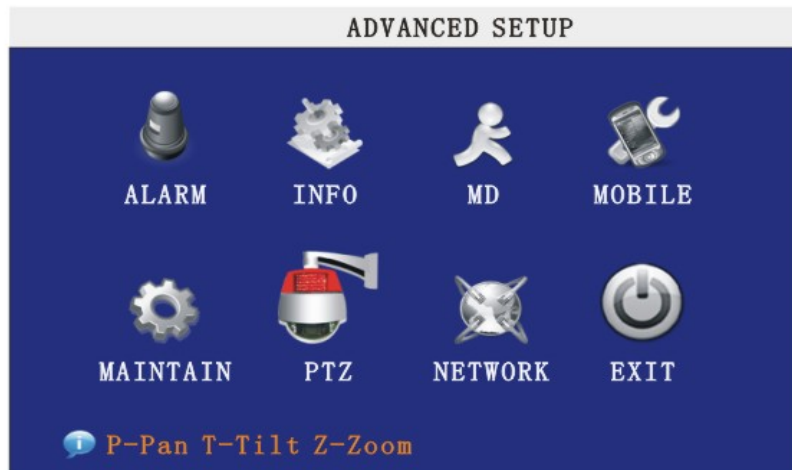 ADVANCED SETUP
ALARM INFO MD MOBILE
MAINTAIN PTZ NETWORK EXIT
P-Pan T-Tilt Z-Zoom